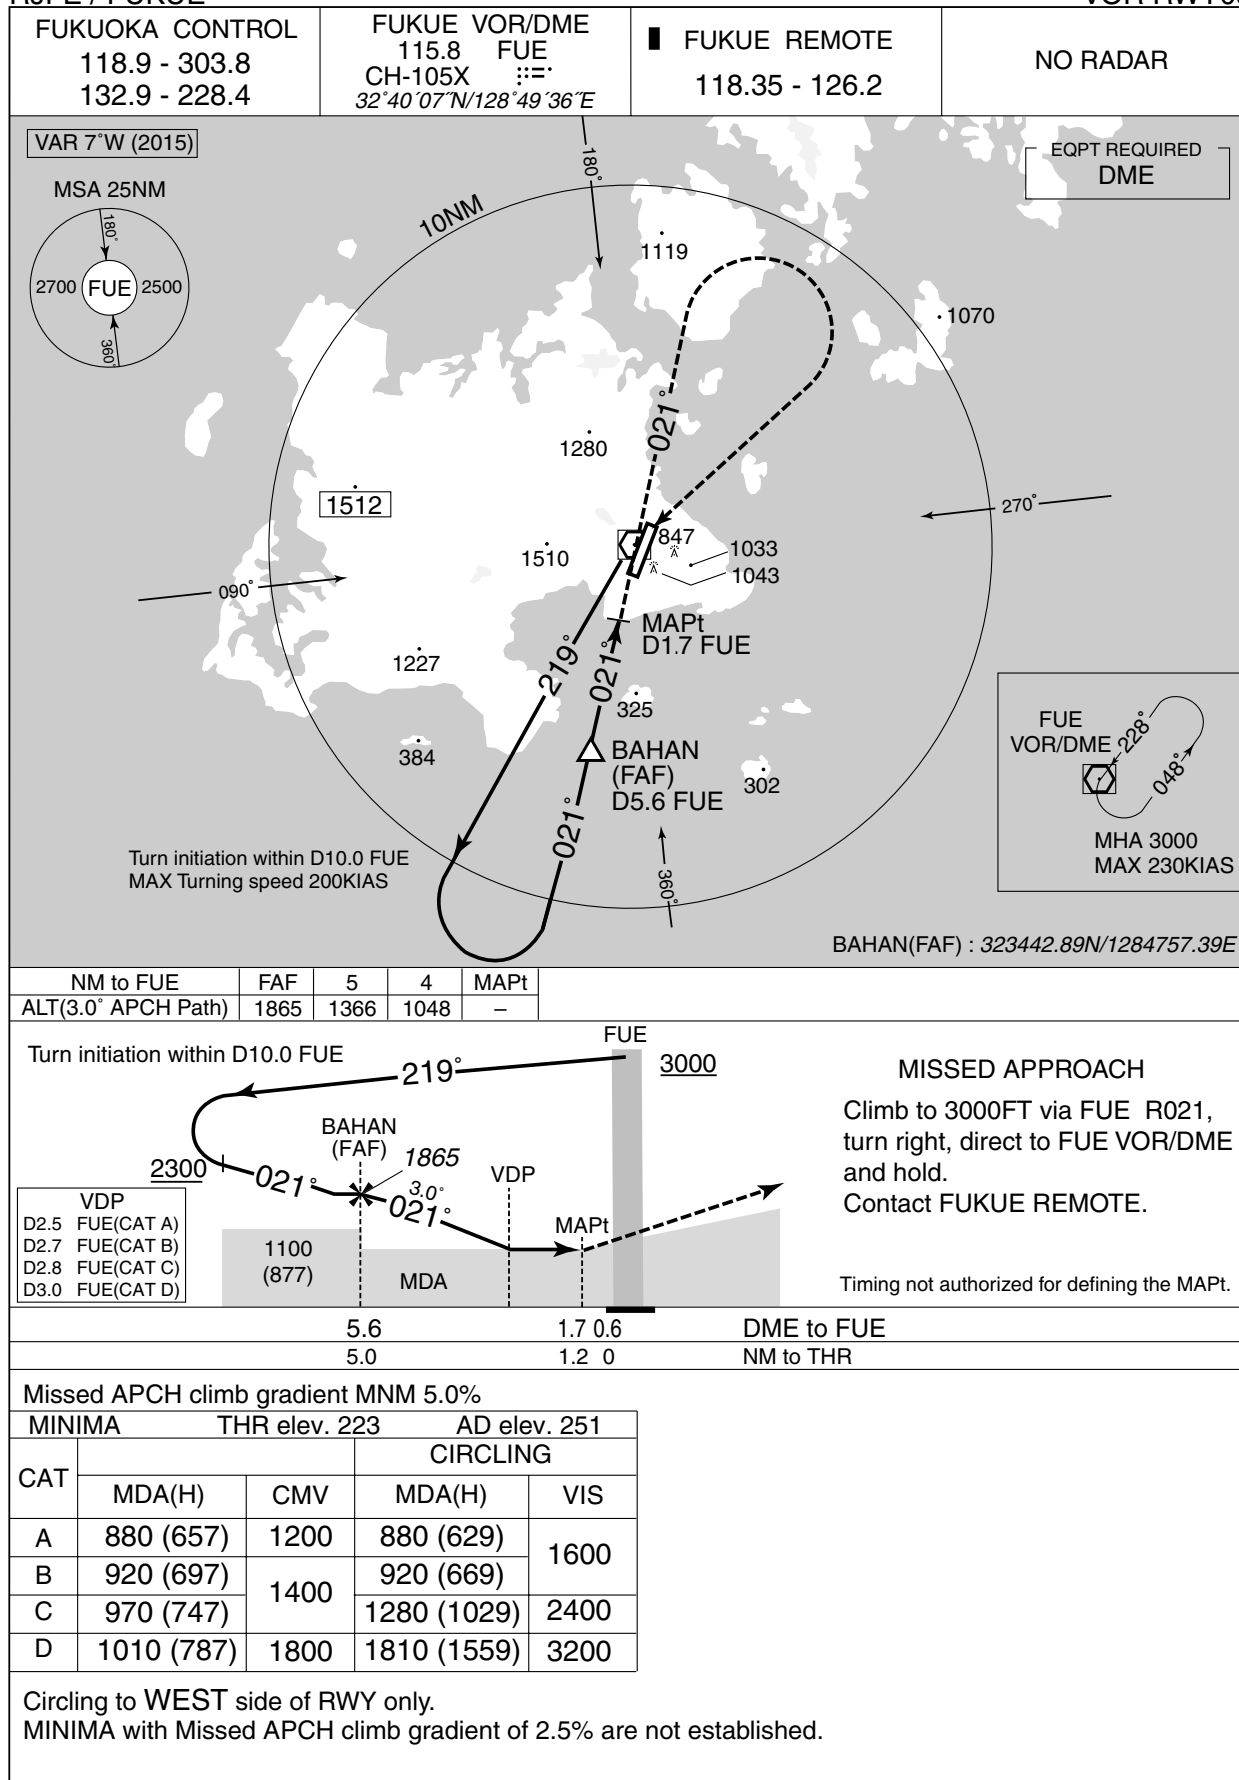 FUKUOKA CONTROL
118.9 - 303.8
132.9 - 228.4
FUKUE VOR/DME
115.8 FUE
CH-105X
32°40´07˝N/128°49´36˝E
FUKUE REMOTE
118.35 - 126.2
NO RADAR
VAR 7°W (2015)
MSA 25NM
180°
2700 FUE 2500
360°
EQPT REQUIRED
DME
180°
10NM
1119
1070
021°
1280
1512
270°
847
1510
1033
1043
090°
MAPt
D1.7 FUE
219°
021°
1227
325
384
BAHAN
(FAF)
D5.6 FUE
302
021°
360°
FUE
VOR/DME
228°
048°
MHA 3000
MAX 230KIAS
Turn initiation within D10.0 FUE
MAX Turning speed 200KIAS
BAHAN(FAF) : 323442.89N/1284757.39E
NM to FUE FAF 5 4 MAPt
ALT(3.0° APCH Path) 1865 1366 1048 –
Turn initiation within D10.0 FUE
FUE
219°
3000
BAHAN
(FAF)
1865
2300
021°
3.0°
021°
VDP
MAPt
VDP
D2.5 FUE(CAT A)
D2.7 FUE(CAT B)
D2.8 FUE(CAT C)
D3.0 FUE(CAT D)
1100
(877)
MDA
MISSED APPROACH
Climb to 3000FT via FUE R021,
turn right, direct to FUE VOR/DME
and hold.
Contact FUKUE REMOTE.
Timing not authorized for defining the MAPt.
5.6 1.7 0.6 DME to FUE
5.0 1.2 0 NM to THR
Missed APCH climb gradient MNM 5.0%
MINIMA THR elev. 223 AD elev. 251
CAT CIRCLING
MDA(H) CMV MDA(H) VIS
A 880 (657) 1200 880 (629) 1600
B 920 (697) 1400 920 (669)
C 970 (747) 1280 (1029) 2400
D 1010 (787) 1800 1810 (1559) 3200
Circling to WEST side of RWY only.
MINIMA with Missed APCH climb gradient of 2.5% are not established.